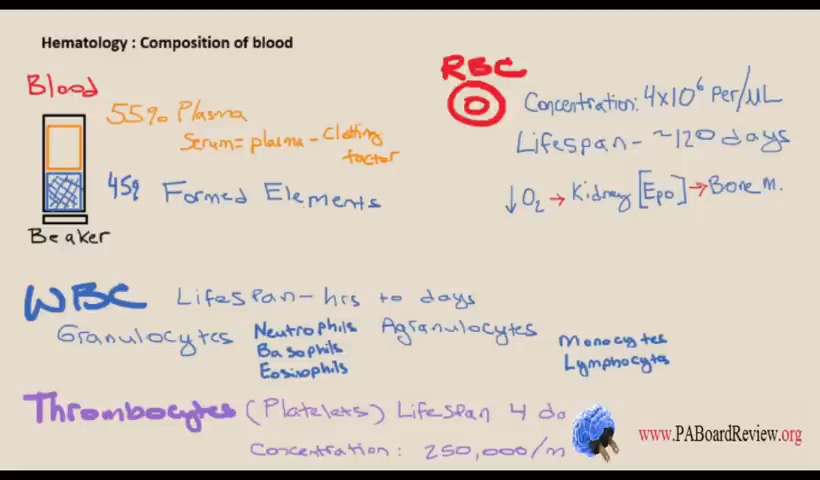 Hematology : Composition of blood
Blood
55% Plasma
Serum = plasma - Clotting
factor
45% Formed Elements
Beaker
RBC
Concentration: 4x10⁶ Per/µL
Lifespan - ~120 days
↓O₂ → Kidney [Epo] → Bone M.
WBC Lifespan - hrs to days
Granulocytes Neutrophils
Basophils
Eosinophils
Agranulocytes Monocytes
Lymphocytes
Thrombocytes (Platelets) Lifespan 4 da
Concentration: 250,000/m
www.PABoardReview.org